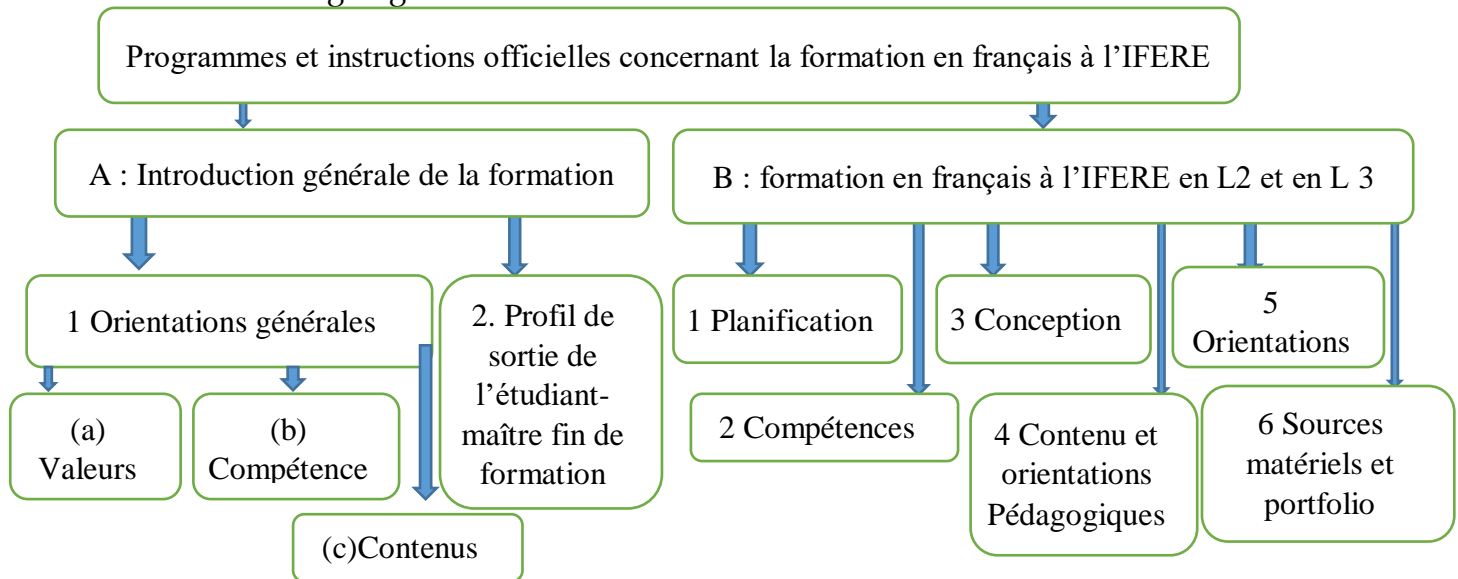 Programmes et instructions officielles concernant la formation en français à l’IFERE
A : Introduction générale de la formation
B : formation en français à l’IFERE en L2 et en L 3
1 Orientations générales
2. Profil de
sortie de
l’étudiant-
maître fin de
formation
(a)
Valeurs
(b)
Compétence
(c)Contenus
1 Planification
2 Compétences
3 Conception
4 Contenu et
orientations
Pédagogiques
5
Orientations
6 Sources
matériels et
portfolio